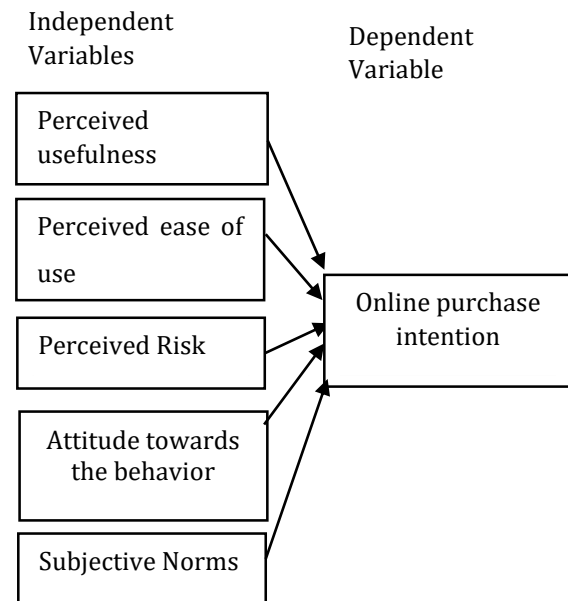 Independent
Variables
Dependent
Variable
Perceived
usefulness
Perceived ease of
use
Perceived Risk
Attitude towards
the behavior
Subjective Norms
Online purchase
intention